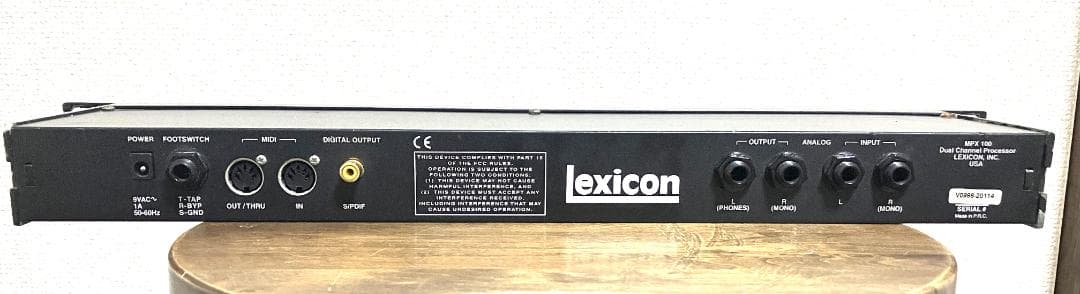 POWER
9VAC~
1A
50-60Hz
FOOTSWITCH
T-TAP
R-BYP
S-GND
MIDI
OUT / THRU
IN
DIGITAL OUTPUT
S/PDIF
CE
THIS DEVICE COMPLIES WITH PART 15
OF THE FCC RULES.
OPERATION IS SUBJECT TO THE
FOLLOWING TWO CONDITIONS:
(1) THIS DEVICE MAY NOT CAUSE
HARMFUL INTERFERENCE, AND
(2) THIS DEVICE MUST ACCEPT ANY
INTERFERENCE RECEIVED,
INCLUDING INTERFERENCE THAT MAY
CAUSE UNDESIRED OPERATION.
lexicon
OUTPUT
ANALOG
INPUT
L
(PHONES)
R
(MONO)
L
R
(MONO)
MPX 100
Dual Channel Processor
LEXICON, INC.
USA
V0998-20114
SERIAL #
Made in P.R.C.